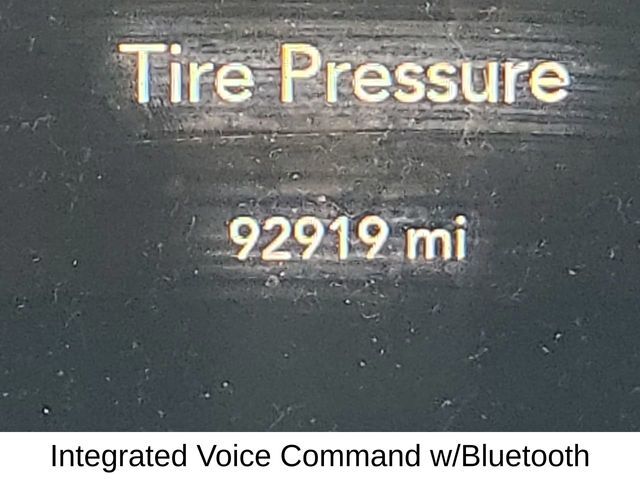 Tire Pressure
92919 mi
Integrated Voice Command w/Bluetooth